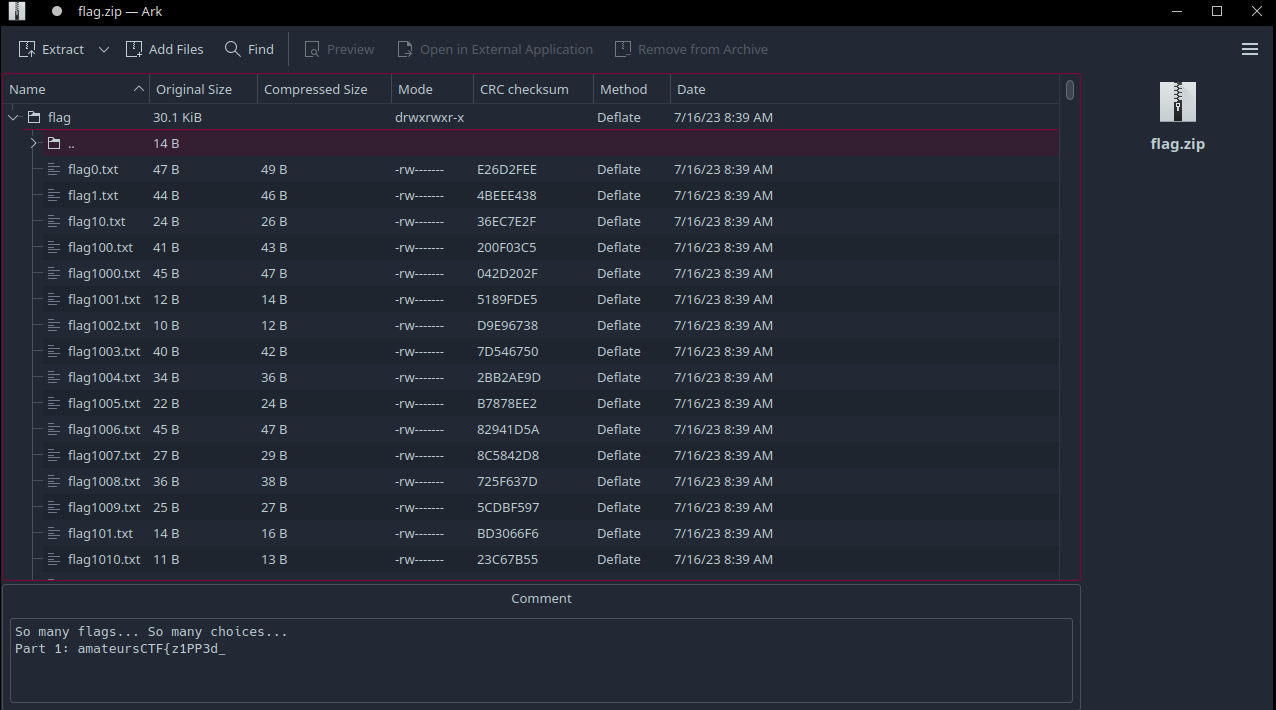 flag.zip — Ark
Extract Add Files Find Preview Open in External Application Remove from Archive
Name Original Size Compressed Size Mode CRC checksum Method Date
flag 30.1 KiB drwxrwxr-x Deflate 7/16/23 8:39 AM
.. 14 B
flag0.txt 47 B 49 B -rw------- E26D2FEE Deflate 7/16/23 8:39 AM
flag1.txt 44 B 46 B -rw------- 4BEEE438 Deflate 7/16/23 8:39 AM
flag10.txt 24 B 26 B -rw------- 36EC7E2F Deflate 7/16/23 8:39 AM
flag100.txt 41 B 43 B -rw------- 200F03C5 Deflate 7/16/23 8:39 AM
flag1000.txt 45 B 47 B -rw------- 042D202F Deflate 7/16/23 8:39 AM
flag1001.txt 12 B 14 B -rw------- 5189FDE5 Deflate 7/16/23 8:39 AM
flag1002.txt 10 B 12 B -rw------- D9E96738 Deflate 7/16/23 8:39 AM
flag1003.txt 40 B 42 B -rw------- 7D546750 Deflate 7/16/23 8:39 AM
flag1004.txt 34 B 36 B -rw------- 2BB2AE9D Deflate 7/16/23 8:39 AM
flag1005.txt 22 B 24 B -rw------- B7878EE2 Deflate 7/16/23 8:39 AM
flag1006.txt 45 B 47 B -rw------- 82941D5A Deflate 7/16/23 8:39 AM
flag1007.txt 27 B 29 B -rw------- 8C5842D8 Deflate 7/16/23 8:39 AM
flag1008.txt 36 B 38 B -rw------- 725F637D Deflate 7/16/23 8:39 AM
flag1009.txt 25 B 27 B -rw------- 5CDBF597 Deflate 7/16/23 8:39 AM
flag101.txt 14 B 16 B -rw------- BD3066F6 Deflate 7/16/23 8:39 AM
flag1010.txt 11 B 13 B -rw------- 23C67B55 Deflate 7/16/23 8:39 AM
flag.zip
Comment
So many flags... So many choices...
Part 1: amateursCTF{z1PP3d_